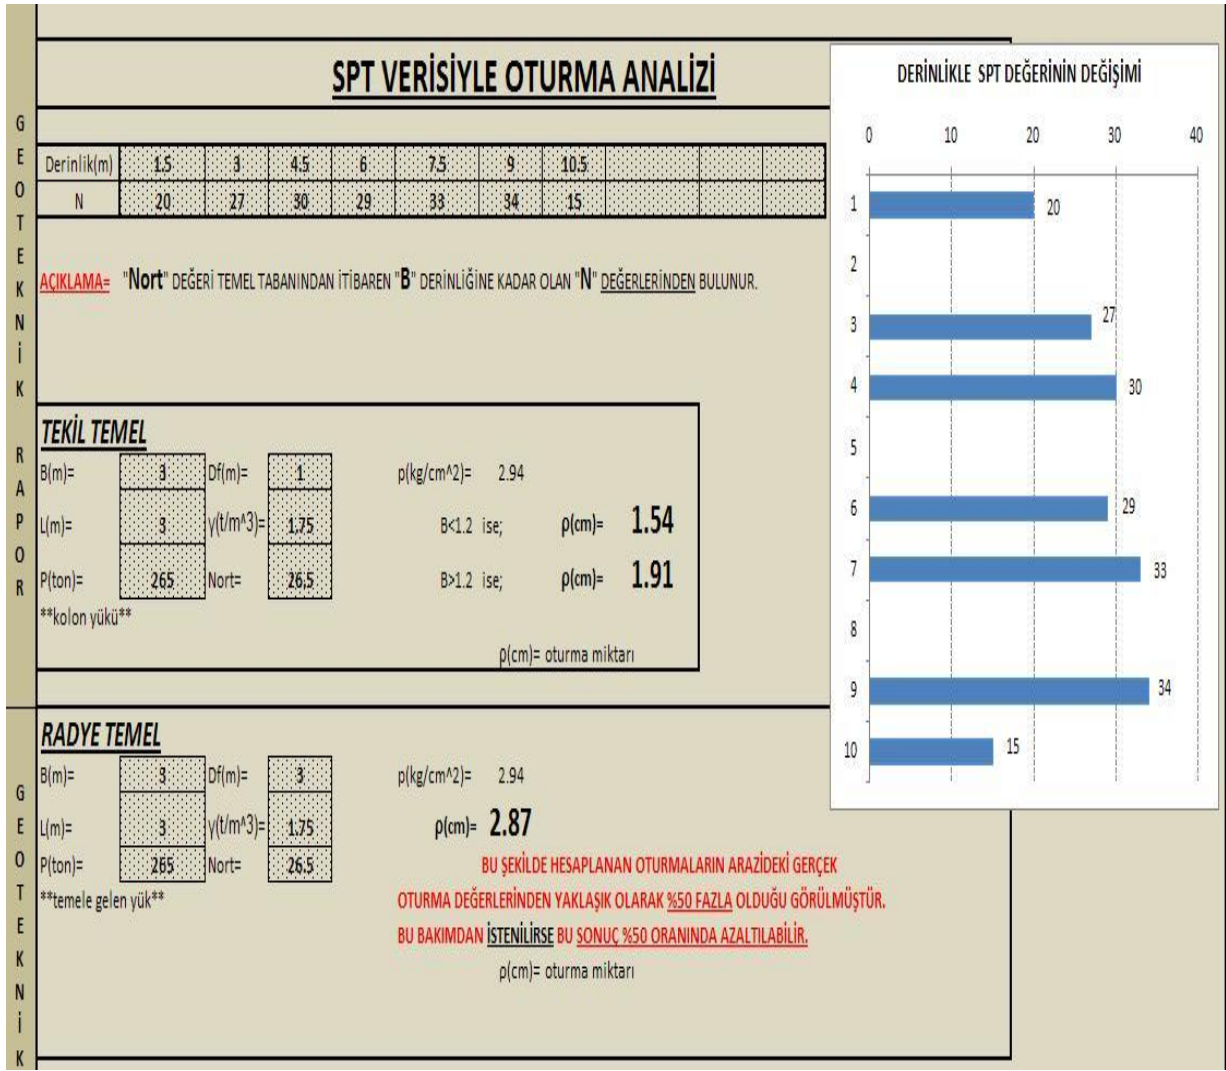 GEOTEKNİK RAPOR
SPT VERİSİYLE OTURMA ANALİZİ
Derinlik(m) 1.5 3 4.5 6 7.5 9 10.5
N 20 27 30 29 33 34 15
AÇIKLAMA= "Nort" DEĞERİ TEMEL TABANINDAN İTİBAREN "B" DERİNLİĞİNE KADAR OLAN "N" DEĞERLERİNDEN BULUNUR.
TEKİL TEMEL
B(m)= 3 Df(m)= 1 p(kg/cm^2)= 2.94
L(m)= 3 γ(t/m^3)= 1.75 B<1.2 ise; ρ(cm)= 1.54
P(ton)= 265 Nort= 26.5 B>1.2 ise; ρ(cm)= 1.91
**kolon yükü**
ρ(cm)= oturma miktarı
GEOTEKNİK
RADYE TEMEL
B(m)= 3 Df(m)= 3 p(kg/cm^2)= 2.94
L(m)= 3 γ(t/m^3)= 1.75 ρ(cm)= 2.87
P(ton)= 265 Nort= 26.5
**temele gelen yük**
BU ŞEKİLDE HESAPLANAN OTURMALARIN ARAZİDEKİ GERÇEK
OTURMA DEĞERLERİNDEN YAKLAŞIK OLARAK %50 FAZLA OLDUĞU GÖRÜLMÜŞTÜR.
BU BAKIMDAN İSTENİLİRSE BU SONUÇ %50 ORANINDA AZALTILABİLİR.
ρ(cm)= oturma miktarı
DERİNLİKLE SPT DEĞERİNİN DEĞİŞİMİ
0 10 20 30 40
1 20
2
3 27
4 30
5
6 29
7 33
8
9 34
10 15